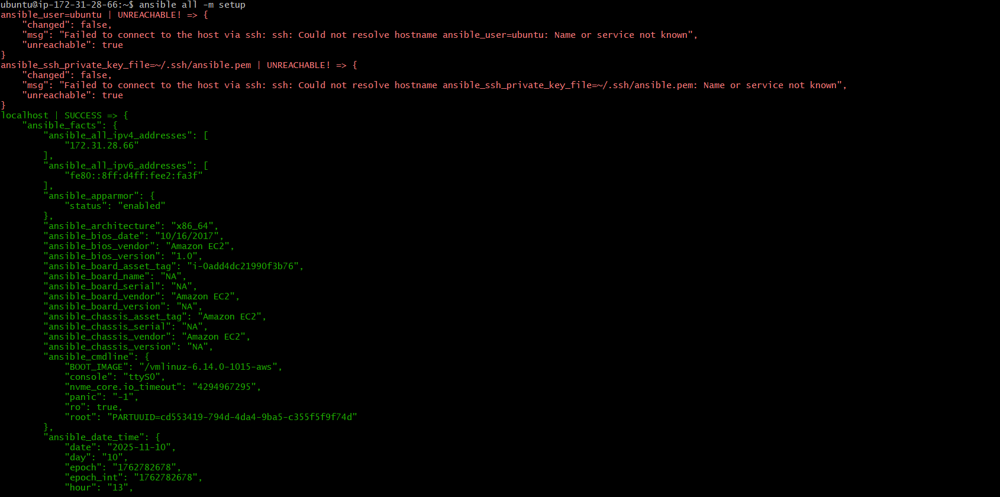 ubuntu@ip-172-31-28-66:~$ ansible all -m setup
ansible_user=ubuntu | UNREACHABLE! => {
    "changed": false,
    "msg": "Failed to connect to the host via ssh: ssh: Could not resolve hostname ansible_user=ubuntu: Name or service not known",
    "unreachable": true
}
ansible_ssh_private_key_file=~/.ssh/ansible.pem | UNREACHABLE! => {
    "changed": false,
    "msg": "Failed to connect to the host via ssh: ssh: Could not resolve hostname ansible_ssh_private_key_file=~/.ssh/ansible.pem: Name or service not known",
    "unreachable": true
}
localhost | SUCCESS => {
    "ansible_facts": {
        "ansible_all_ipv4_addresses": [
            "172.31.28.66"
        ],
        "ansible_all_ipv6_addresses": [
            "fe80::8ff:d4ff:fee2:fa3f"
        ],
        "ansible_apparmor": {
            "status": "enabled"
        },
        "ansible_architecture": "x86_64",
        "ansible_bios_date": "10/16/2017",
        "ansible_bios_vendor": "Amazon EC2",
        "ansible_bios_version": "1.0",
        "ansible_board_asset_tag": "i-0add4dc21990f3b76",
        "ansible_board_name": "NA",
        "ansible_board_serial": "NA",
        "ansible_board_vendor": "Amazon EC2",
        "ansible_board_version": "NA",
        "ansible_chassis_asset_tag": "Amazon EC2",
        "ansible_chassis_serial": "NA",
        "ansible_chassis_vendor": "Amazon EC2",
        "ansible_chassis_version": "NA",
        "ansible_cmdline": {
            "BOOT_IMAGE": "/vmlinuz-6.14.0-1015-aws",
            "console": "ttyS0",
            "nvme_core.io_timeout": "4294967295",
            "panic": "-1",
            "ro": true,
            "root": "PARTUUID=cd553419-794d-4da4-9ba5-c355f5f9f74d"
        },
        "ansible_date_time": {
            "date": "2025-11-10",
            "day": "10",
            "epoch": "1762782678",
            "epoch_int": "1762782678",
            "hour": "13",